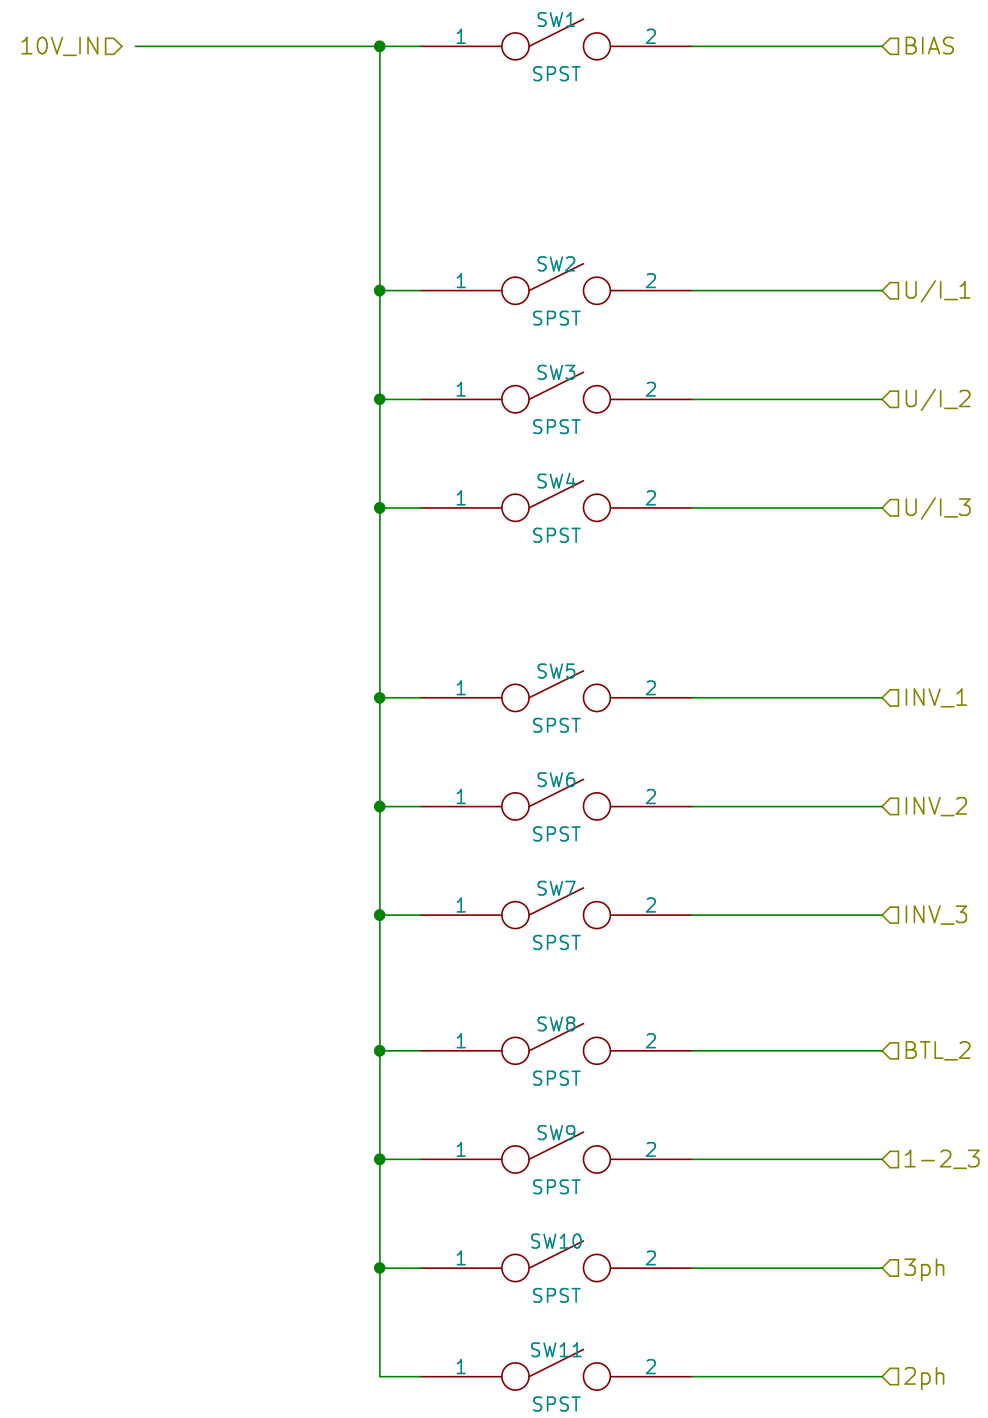 SW1
10V_IN 1 2 BIAS
SPST
SW2
1 2 U/I_1
SPST
SW3
1 2 U/I_2
SPST
SW4
1 2 U/I_3
SPST
SW5
1 2 INV_1
SPST
SW6
1 2 INV_2
SPST
SW7
1 2 INV_3
SPST
SW8
1 2 BTL_2
SPST
SW9
1 2 1-2_3
SPST
SW10
1 2 3ph
SPST
SW11
1 2 2ph
SPST